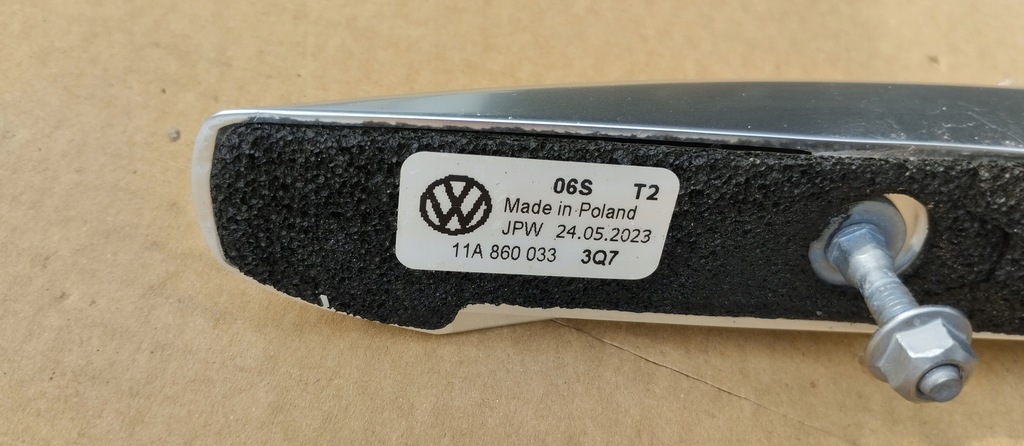 06S T2
Made in Poland
JPW 24.05.2023
11A 860 033 3Q7